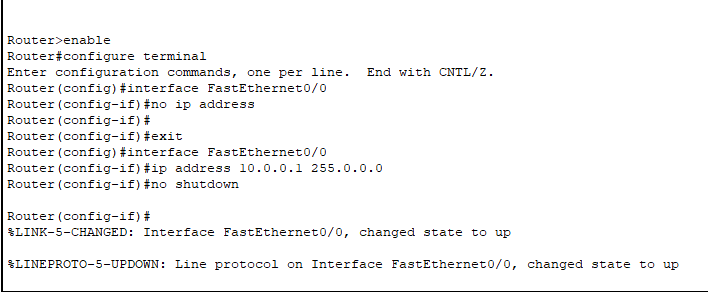 Router>enable
Router#configure terminal
Enter configuration commands, one per line.  End with CNTL/Z.
Router(config)#interface FastEthernet0/0
Router(config-if)#no ip address
Router(config-if)#
Router(config-if)#exit
Router(config)#interface FastEthernet0/0
Router(config-if)#ip address 10.0.0.1 255.0.0.0
Router(config-if)#no shutdown
Router(config-if)#
%LINK-5-CHANGED: Interface FastEthernet0/0, changed state to up
%LINEPROTO-5-UPDOWN: Line protocol on Interface FastEthernet0/0, changed state to up